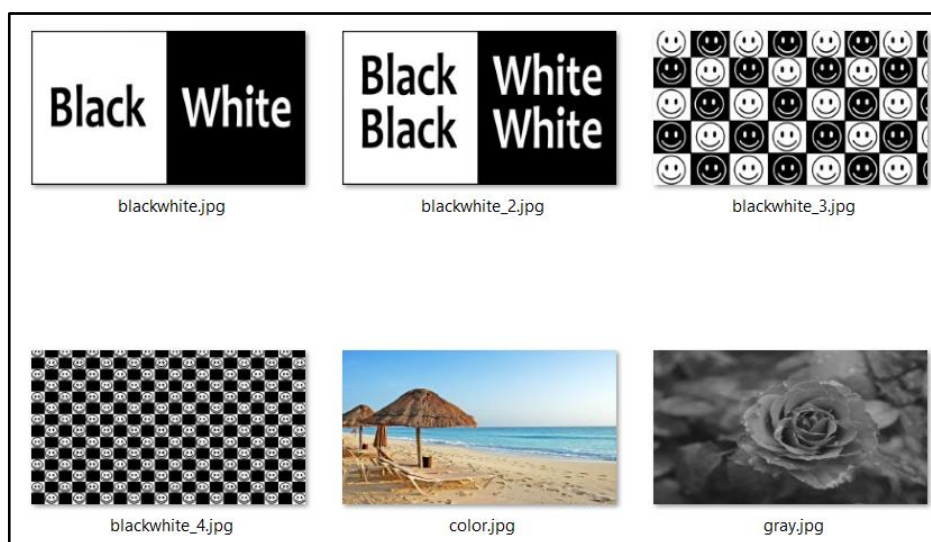 Black White
Black White
Black White
blackwhite.jpg
blackwhite_2.jpg
blackwhite_3.jpg
blackwhite_4.jpg
color.jpg
gray.jpg